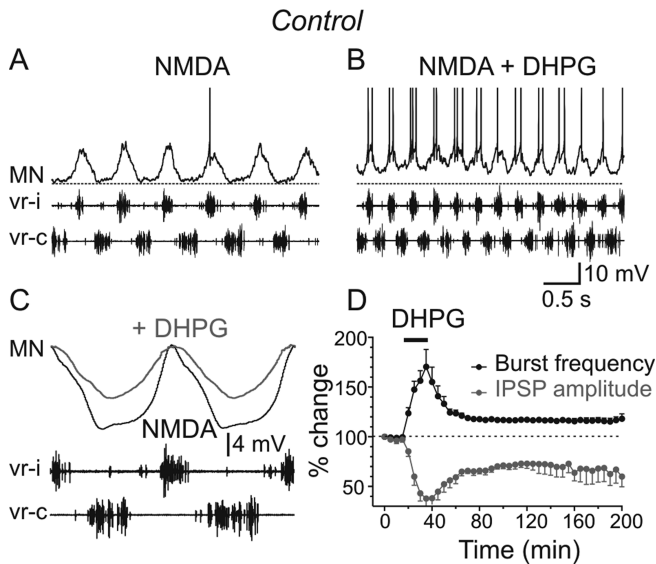 Control
A
NMDA
MN
vr-i
vr-c
B
NMDA + DHPG
10 mV
0.5 s
C
+ DHPG
MN
NMDA
4 mV
vr-i
vr-c
D
DHPG
200
150
100
50
% change
Burst frequency
IPSP amplitude
0 40 80 120 160 200
Time (min)